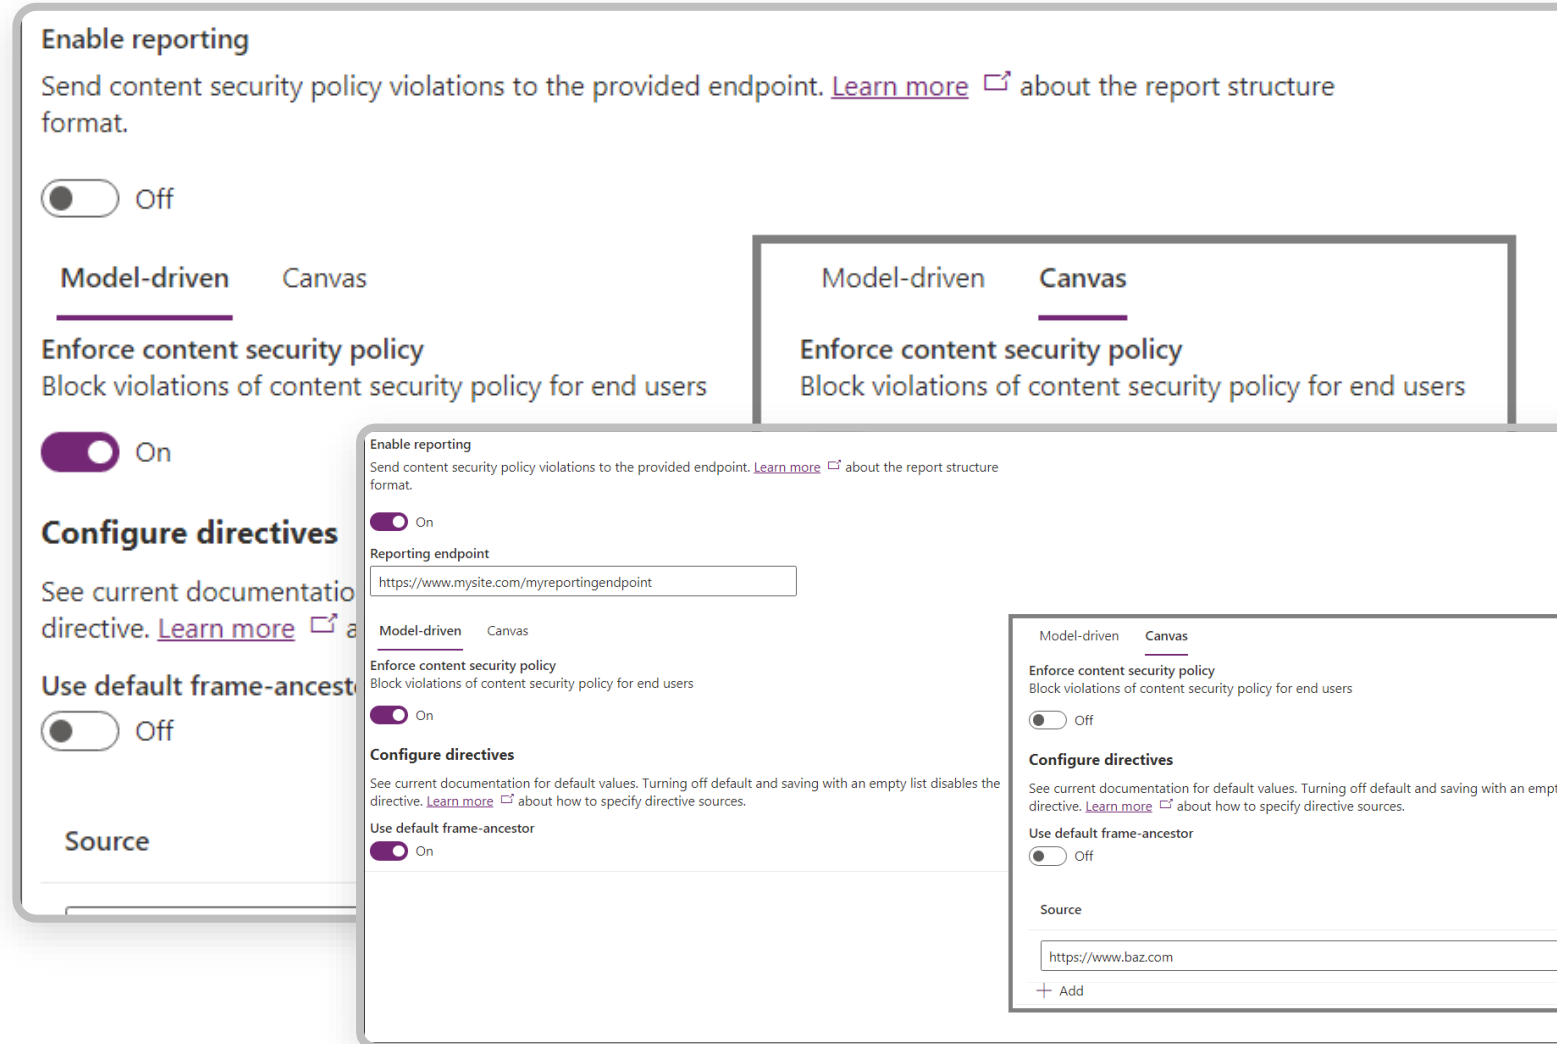 Enable reporting
Send content security policy violations to the provided endpoint. Learn more about the report structure
format.
Off
Model-driven Canvas
Enforce content security policy
Block violations of content security policy for end users
On
Configure directives
See current
directive. Learn more
Use default
Off
Source
Model-driven Canvas
Enforce content security policy
Block violations of content security policy for end users
Enable reporting
Send content security policy violations to the provided endpoint. Learn more about the report structure
format.
On
Reporting endpoint
https://www.mysite.com/myreportingendpoint
Model-driven Canvas
Enforce content security policy
Block violations of content security policy for end users
On
Configure directives
See current documentation for default values. Turning off default and saving with an empty list disables the
directive. Learn more about how to specify directive sources.
Use default frame-ancestor
On
Model-driven Canvas
Enforce content security policy
Block violations of content security policy for end users
Off
Configure directives
See current documentation for default values. Turning off default and saving with an
directive. Learn more about how to specify directive sources.
Use default frame-ancestor
Off
Source
https://www.baz.com
+ Add